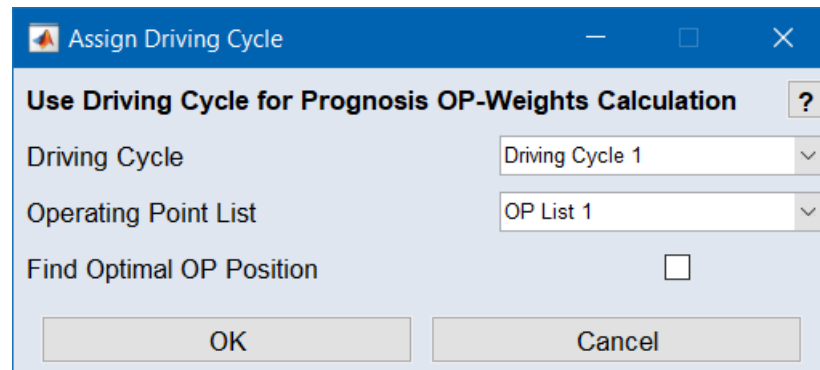 Assign Driving Cycle
Use Driving Cycle for Prognosis OP-Weights Calculation ?
Driving Cycle Driving Cycle 1
Operating Point List OP List 1
Find Optimal OP Position
OK Cancel